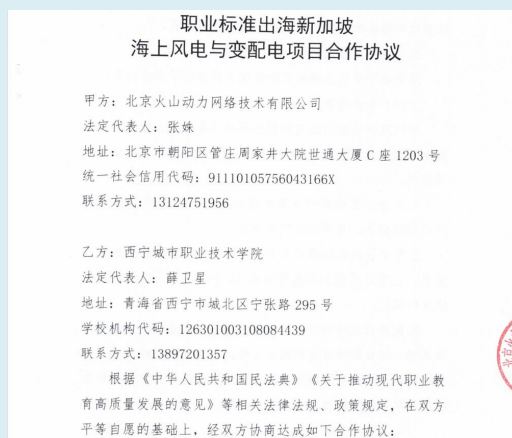 职业标准出海新加坡
海上风电与变配电项目合作协议
甲方：北京火山动力网络技术有限公司
法定代表人：张姝
地址：北京市朝阳区管庄周家井大院世通大厦 C 座 1203 号
统一社会信用代码：91110105756043166X
联系方式：13124751956
乙方：西宁城市职业技术学院
法定代表人：薛卫星
地址：青海省西宁市城北区宁张路 295 号
学校机构代码：126301003108084439
联系方式：13897201357
根据《中华人民共和国民法典》《关于推动现代职业教
育高质量发展的意见》等相关法律法规、政策规定，在双方
平等自愿的基础上，经双方协商达成如下合作协议：